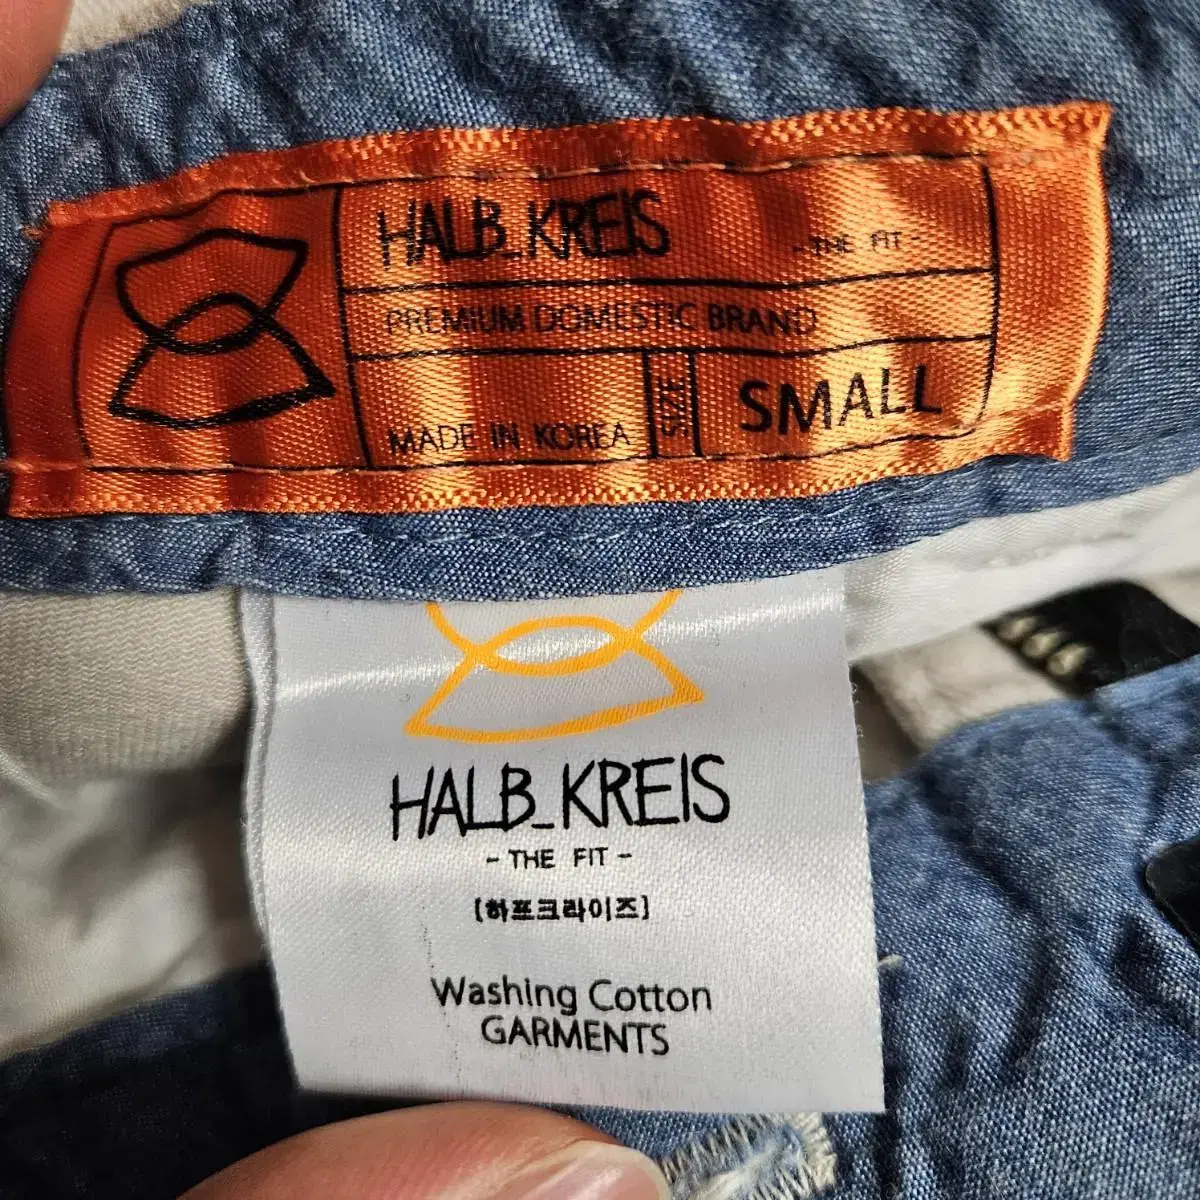 HALB_KREIS
- THE FIT -
PREMIUM DOMESTIC BRAND
MADE IN KOREA
SIZE
SMALL
HALB_KREIS
- THE FIT -
[하프크라이즈]
Washing Cotton
GARMENTS